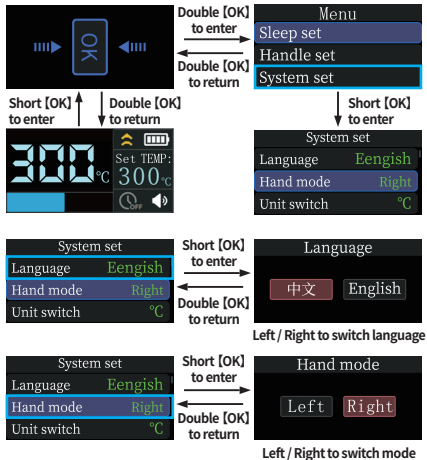 Double【OK】
to enter
Double【OK】
to return
OK
Menu
Sleep set
Handle set
System set
Short【OK】
to enter
Double【OK】
to return
Short【OK】
to enter
300℃
Set TEMP:
300℃
OFF
System set
Language Eengish
Hand mode Right
Unit switch ℃
System set
Language Eengish
Hand mode Right
Unit switch ℃
Short【OK】
to enter
Double【OK】
to return
Language
中文 English
Left / Right to switch language
System set
Language Eengish
Hand mode Right
Unit switch ℃
Short【OK】
to enter
Double【OK】
to return
Hand mode
Left Right
Left / Right to switch mode